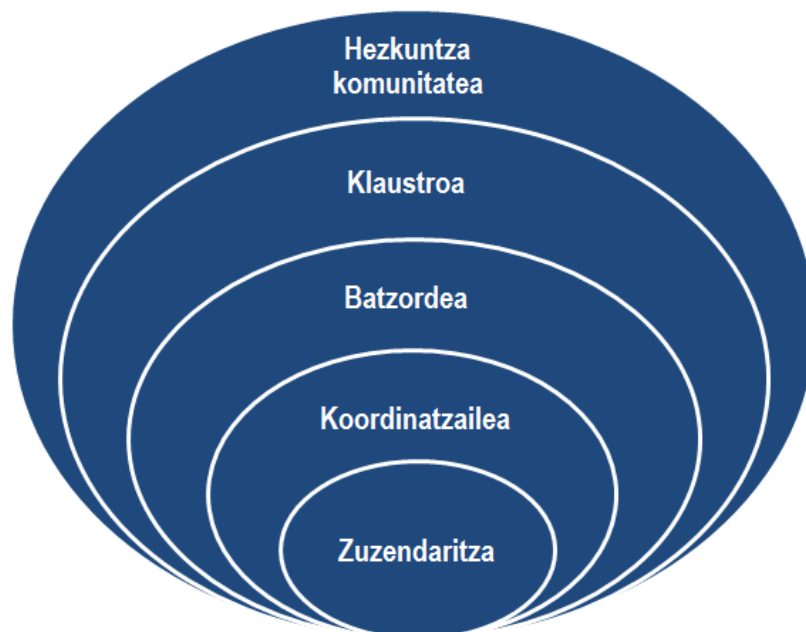 Hezkuntza
komunitatea
Klaustroa
Batzordea
Koordinatzailea
Zuzendaritza